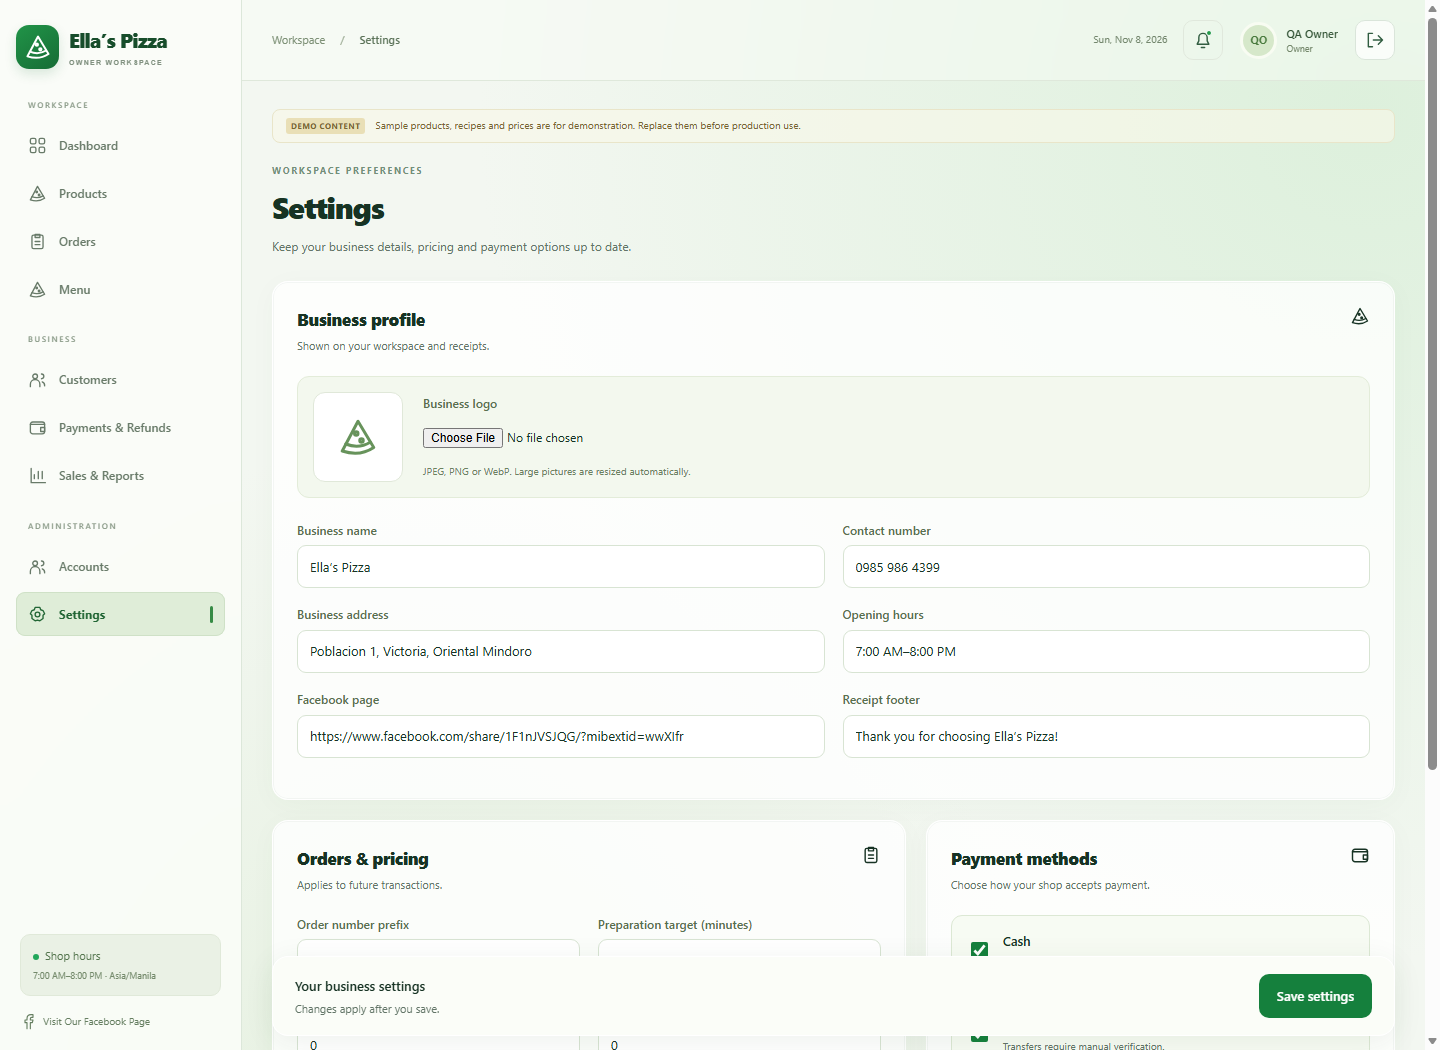 Ella's Pizza
OWNER WORKSPACE
WORKSPACE
Dashboard
Products
Orders
Menu
BUSINESS
Customers
Payments & Refunds
Sales & Reports
ADMINISTRATION
Accounts
Settings
Shop hours
7:00 AM–8:00 PM · Asia/Manila
Visit Our Facebook Page
Workspace / Settings
Sun, Nov 8, 2026
QO
QA Owner
Owner
DEMO CONTENT Sample products, recipes and prices are for demonstration. Replace them before production use.
WORKSPACE PREFERENCES
Settings
Keep your business details, pricing and payment options up to date.
Business profile
Shown on your workspace and receipts.
Business logo
Choose File No file chosen
JPEG, PNG or WebP. Large pictures are resized automatically.
Business name
Ella's Pizza
Contact number
0985 986 4399
Business address
Poblacion 1, Victoria, Oriental Mindoro
Opening hours
7:00 AM–8:00 PM
Facebook page
https://www.facebook.com/share/1F1nJVSJQG/?mibextid=wwXIfr
Receipt footer
Thank you for choosing Ella's Pizza!
Orders & pricing
Applies to future transactions.
Order number prefix
Preparation target (minutes)
0
0
Payment methods
Choose how your shop accepts payment.
Cash
Transfers require manual verification.
Your business settings
Changes apply after you save.
Save settings